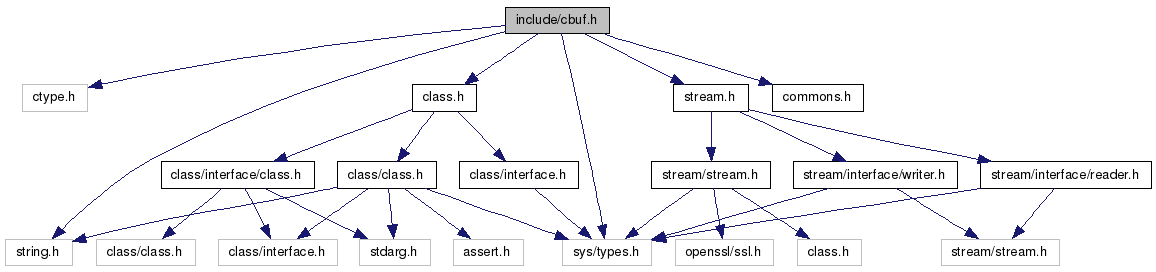 include/cbuf.h
ctype.h
class.h
stream.h
commons.h
class/interface/class.h
class/class.h
class/interface.h
stream/stream.h
stream/interface/writer.h
stream/interface/reader.h
string.h
class/class.h
class/interface.h
stdarg.h
assert.h
sys/types.h
openssl/ssl.h
class.h
stream/stream.h